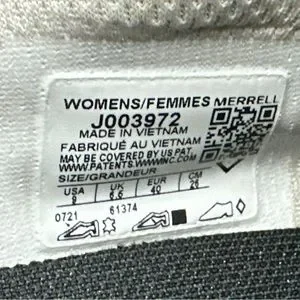 WOMENS/FEMMES MERRELL
J003972
MADE IN VIETNAM
FABRIQUÉ AU VIETNAM
MAY BE COVERED BY US PAT.
WWW.PATENTS.WWWINC.COM
SIZE/GRANDEUR
USA UK EUR CM
9 6.5 40 26
0721 61374